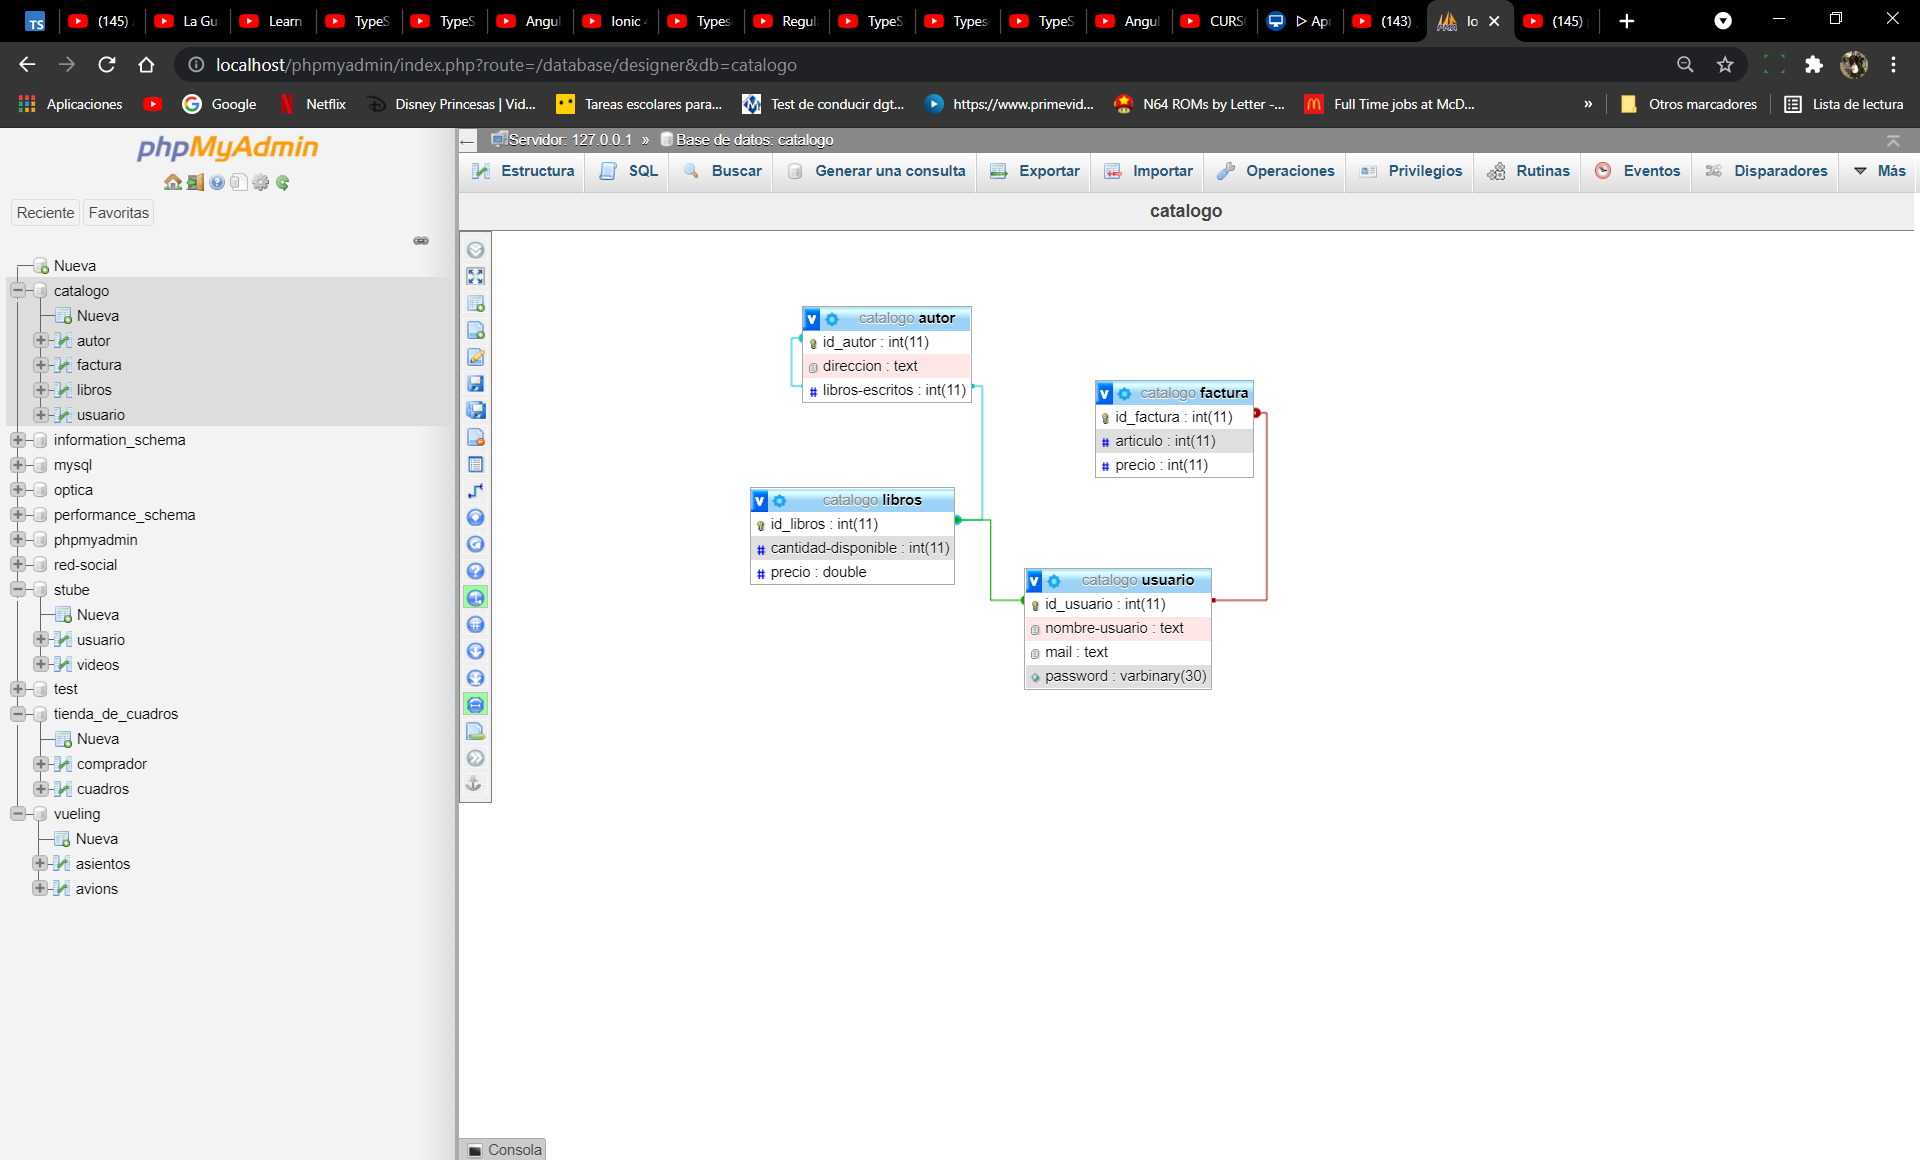 TS (145) La Gu Learn TypeS TypeS Angul Ionic Types Regul TypeS Types TypeS Angul CURS Apr (143) lo (145)
localhost/phpmyadmin/index.php?route=/database/designer&db=catalogo
Aplicaciones Google Netflix Disney Princesas | Vid... Tareas escolares para... Test de conducir dgt... https://www.primevid... N64 ROMs by Letter -... Full Time jobs at McD... » Otros marcadores Lista de lectura
phpMyAdmin
Reciente Favoritas
Nueva
catalogo
Nueva
autor
factura
libros
usuario
information_schema
mysql
optica
performance_schema
phpmyadmin
red-social
stube
Nueva
usuario
videos
test
tienda_de_cuadros
Nueva
comprador
cuadros
vueling
Nueva
asientos
avions
Servidor: 127.0.0.1 » Base de datos: catalogo
Estructura SQL Buscar Generar una consulta Exportar Importar Operaciones Privilegios Rutinas Eventos Disparadores Más
catalogo
v catalogo autor
id_autor : int(11)
direccion : text
# libros-escritos : int(11)
v catalogo factura
id_factura : int(11)
# articulo : int(11)
# precio : int(11)
v catalogo libros
id_libros : int(11)
# cantidad-disponible : int(11)
# precio : double
v catalogo usuario
id_usuario : int(11)
nombre-usuario : text
mail : text
password : varbinary(30)
Consola